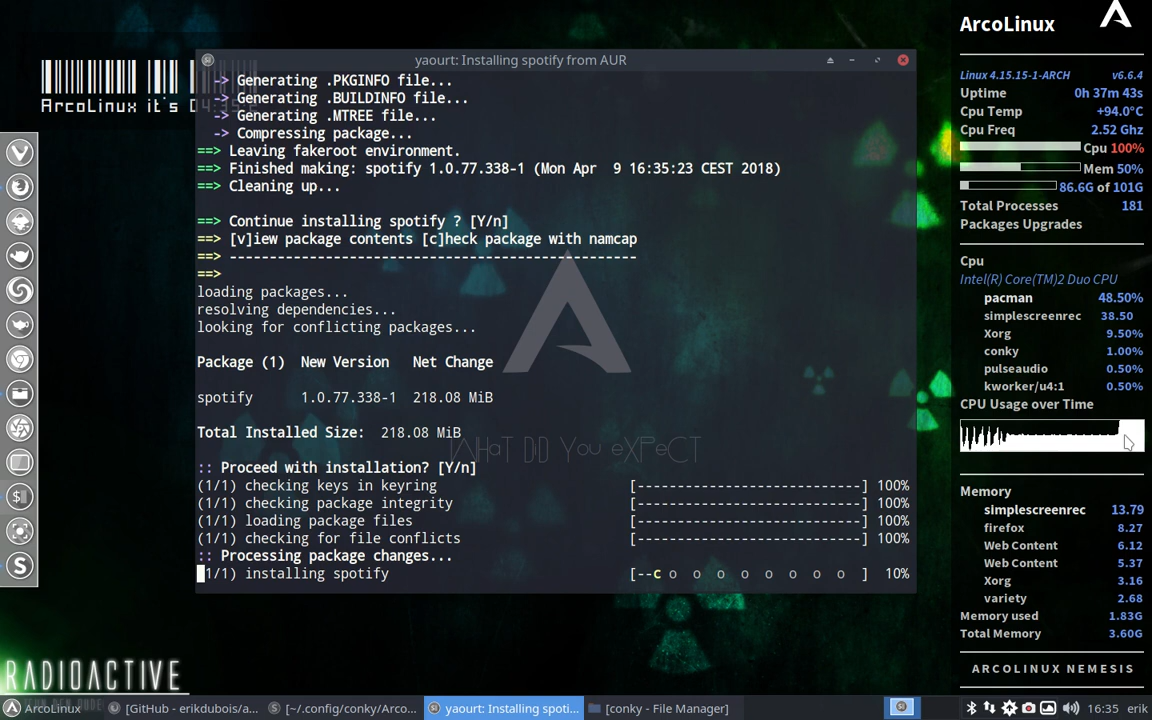 ArcoLinux it's 04:35
yaourt: Installing spotify from AUR
-> Generating .PKGINFO file...
-> Generating .BUILDINFO file...
-> Generating .MTREE file...
-> Compressing package...
==> Leaving fakeroot environment.
==> Finished making: spotify 1.0.77.338-1 (Mon Apr  9 16:35:23 CEST 2018)
==> Cleaning up...
==> Continue installing spotify ? [Y/n]
==> [v]iew package contents [c]heck package with namcap
==> ---------------------------------------------------
==>
loading packages...
resolving dependencies...
looking for conflicting packages...
Package (1)  New Version  Net Change
spotify      1.0.77.338-1  218.08 MiB
Total Installed Size:  218.08 MiB
WHaT DiD You eXPeCT
:: Proceed with installation? [Y/n]
(1/1) checking keys in keyring [----------------------------] 100%
(1/1) checking package integrity [----------------------------] 100%
(1/1) loading package files [----------------------------] 100%
(1/1) checking for file conflicts [----------------------------] 100%
:: Processing package changes...
1/1) installing spotify [--C o  o  o  o  o  o  o  o ] 10%
ArcoLinux
Linux 4.15.15-1-ARCH v6.6.4
Uptime 0h 37m 43s
Cpu Temp +94.0°C
Cpu Freq 2.52 Ghz
Cpu 100%
Mem 50%
86.6G of 101G
Total Processes 181
Packages Upgrades
Cpu
Intel(R) Core(TM)2 Duo CPU
pacman 48.50%
simplescreenrec 38.50
Xorg 9.50%
conky 1.00%
pulseaudio 0.50%
kworker/u4:1 0.50%
CPU Usage over Time
Memory
simplescreenrec 13.79
firefox 8.27
Web Content 6.12
Web Content 5.37
Xorg 3.16
variety 2.68
Memory used 1.83G
Total Memory 3.60G
ARCOLINUX NEMESIS
RADIOACTIVE
ArcoLinux [GitHub - erikdubois/a... [~/.config/conky/Arco... yaourt: Installing spoti... [conky - File Manager] 16:35 erik